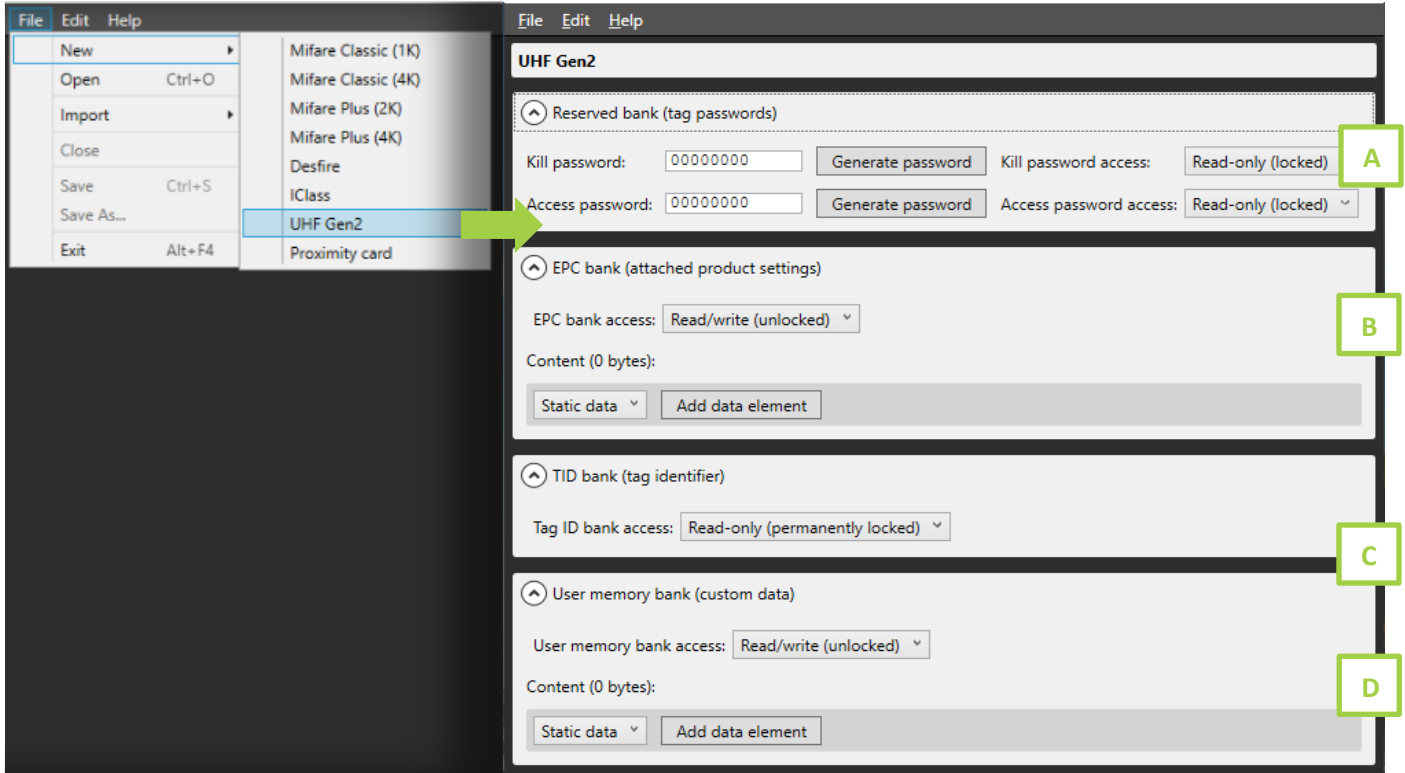 File Edit Help
New
Open Ctrl+O
Import
Close
Save Ctrl+S
Save As...
Exit Alt+F4
Mifare Classic (1K)
Mifare Classic (4K)
Mifare Plus (2K)
Mifare Plus (4K)
Desfire
IClass
UHF Gen2
Proximity card
File Edit Help
UHF Gen2
Reserved bank (tag passwords)
Kill password: 00000000 Generate password Kill password access: Read-only (locked)
A
Access password: 00000000 Generate password Access password access: Read-only (locked)
EPC bank (attached product settings)
EPC bank access: Read/write (unlocked)
B
Content (0 bytes):
Static data Add data element
TID bank (tag identifier)
Tag ID bank access: Read-only (permanently locked)
C
User memory bank (custom data)
User memory bank access: Read/write (unlocked)
Content (0 bytes):
D
Static data Add data element